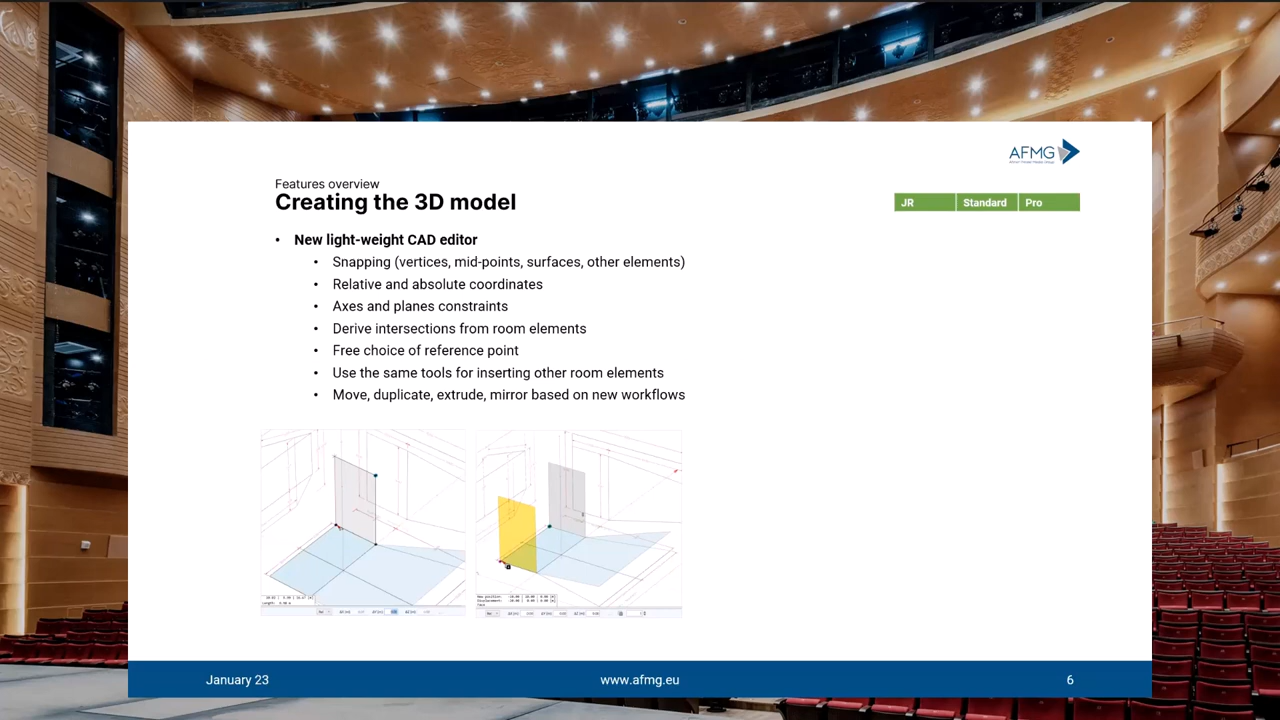 AFMG
Features overview
Creating the 3D model
JR
Standard
Pro
• New light-weight CAD editor
• Snapping (vertices, mid-points, surfaces, other elements)
• Relative and absolute coordinates
• Axes and planes constraints
• Derive intersections from room elements
• Free choice of reference point
• Use the same tools for inserting other room elements
• Move, duplicate, extrude, mirror based on new workflows
January 23
www.afmg.eu
6